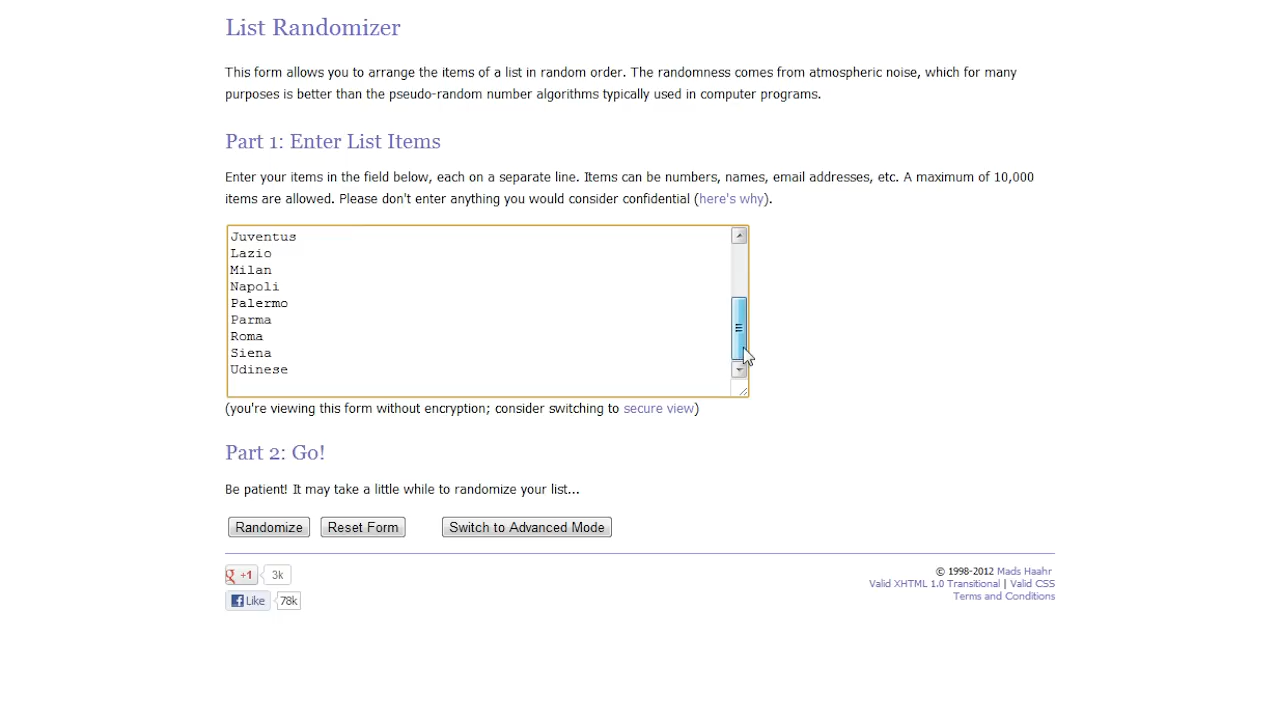 List Randomizer
This form allows you to arrange the items of a list in random order. The randomness comes from atmospheric noise, which for many
purposes is better than the pseudo-random number algorithms typically used in computer programs.
Part 1: Enter List Items
Enter your items in the field below, each on a separate line. Items can be numbers, names, email addresses, etc. A maximum of 10,000
items are allowed. Please don't enter anything you would consider confidential (here's why).
Juventus
Lazio
Milan
Napoli
Palermo
Parma
Roma
Siena
Udinese
(you're viewing this form without encryption; consider switching to secure view)
Part 2: Go!
Be patient! It may take a little while to randomize your list...
Randomize Reset Form Switch to Advanced Mode
+1 3k
Like 78k
© 1998-2012 Mads Haahr
Valid XHTML 1.0 Transitional | Valid CSS
Terms and Conditions